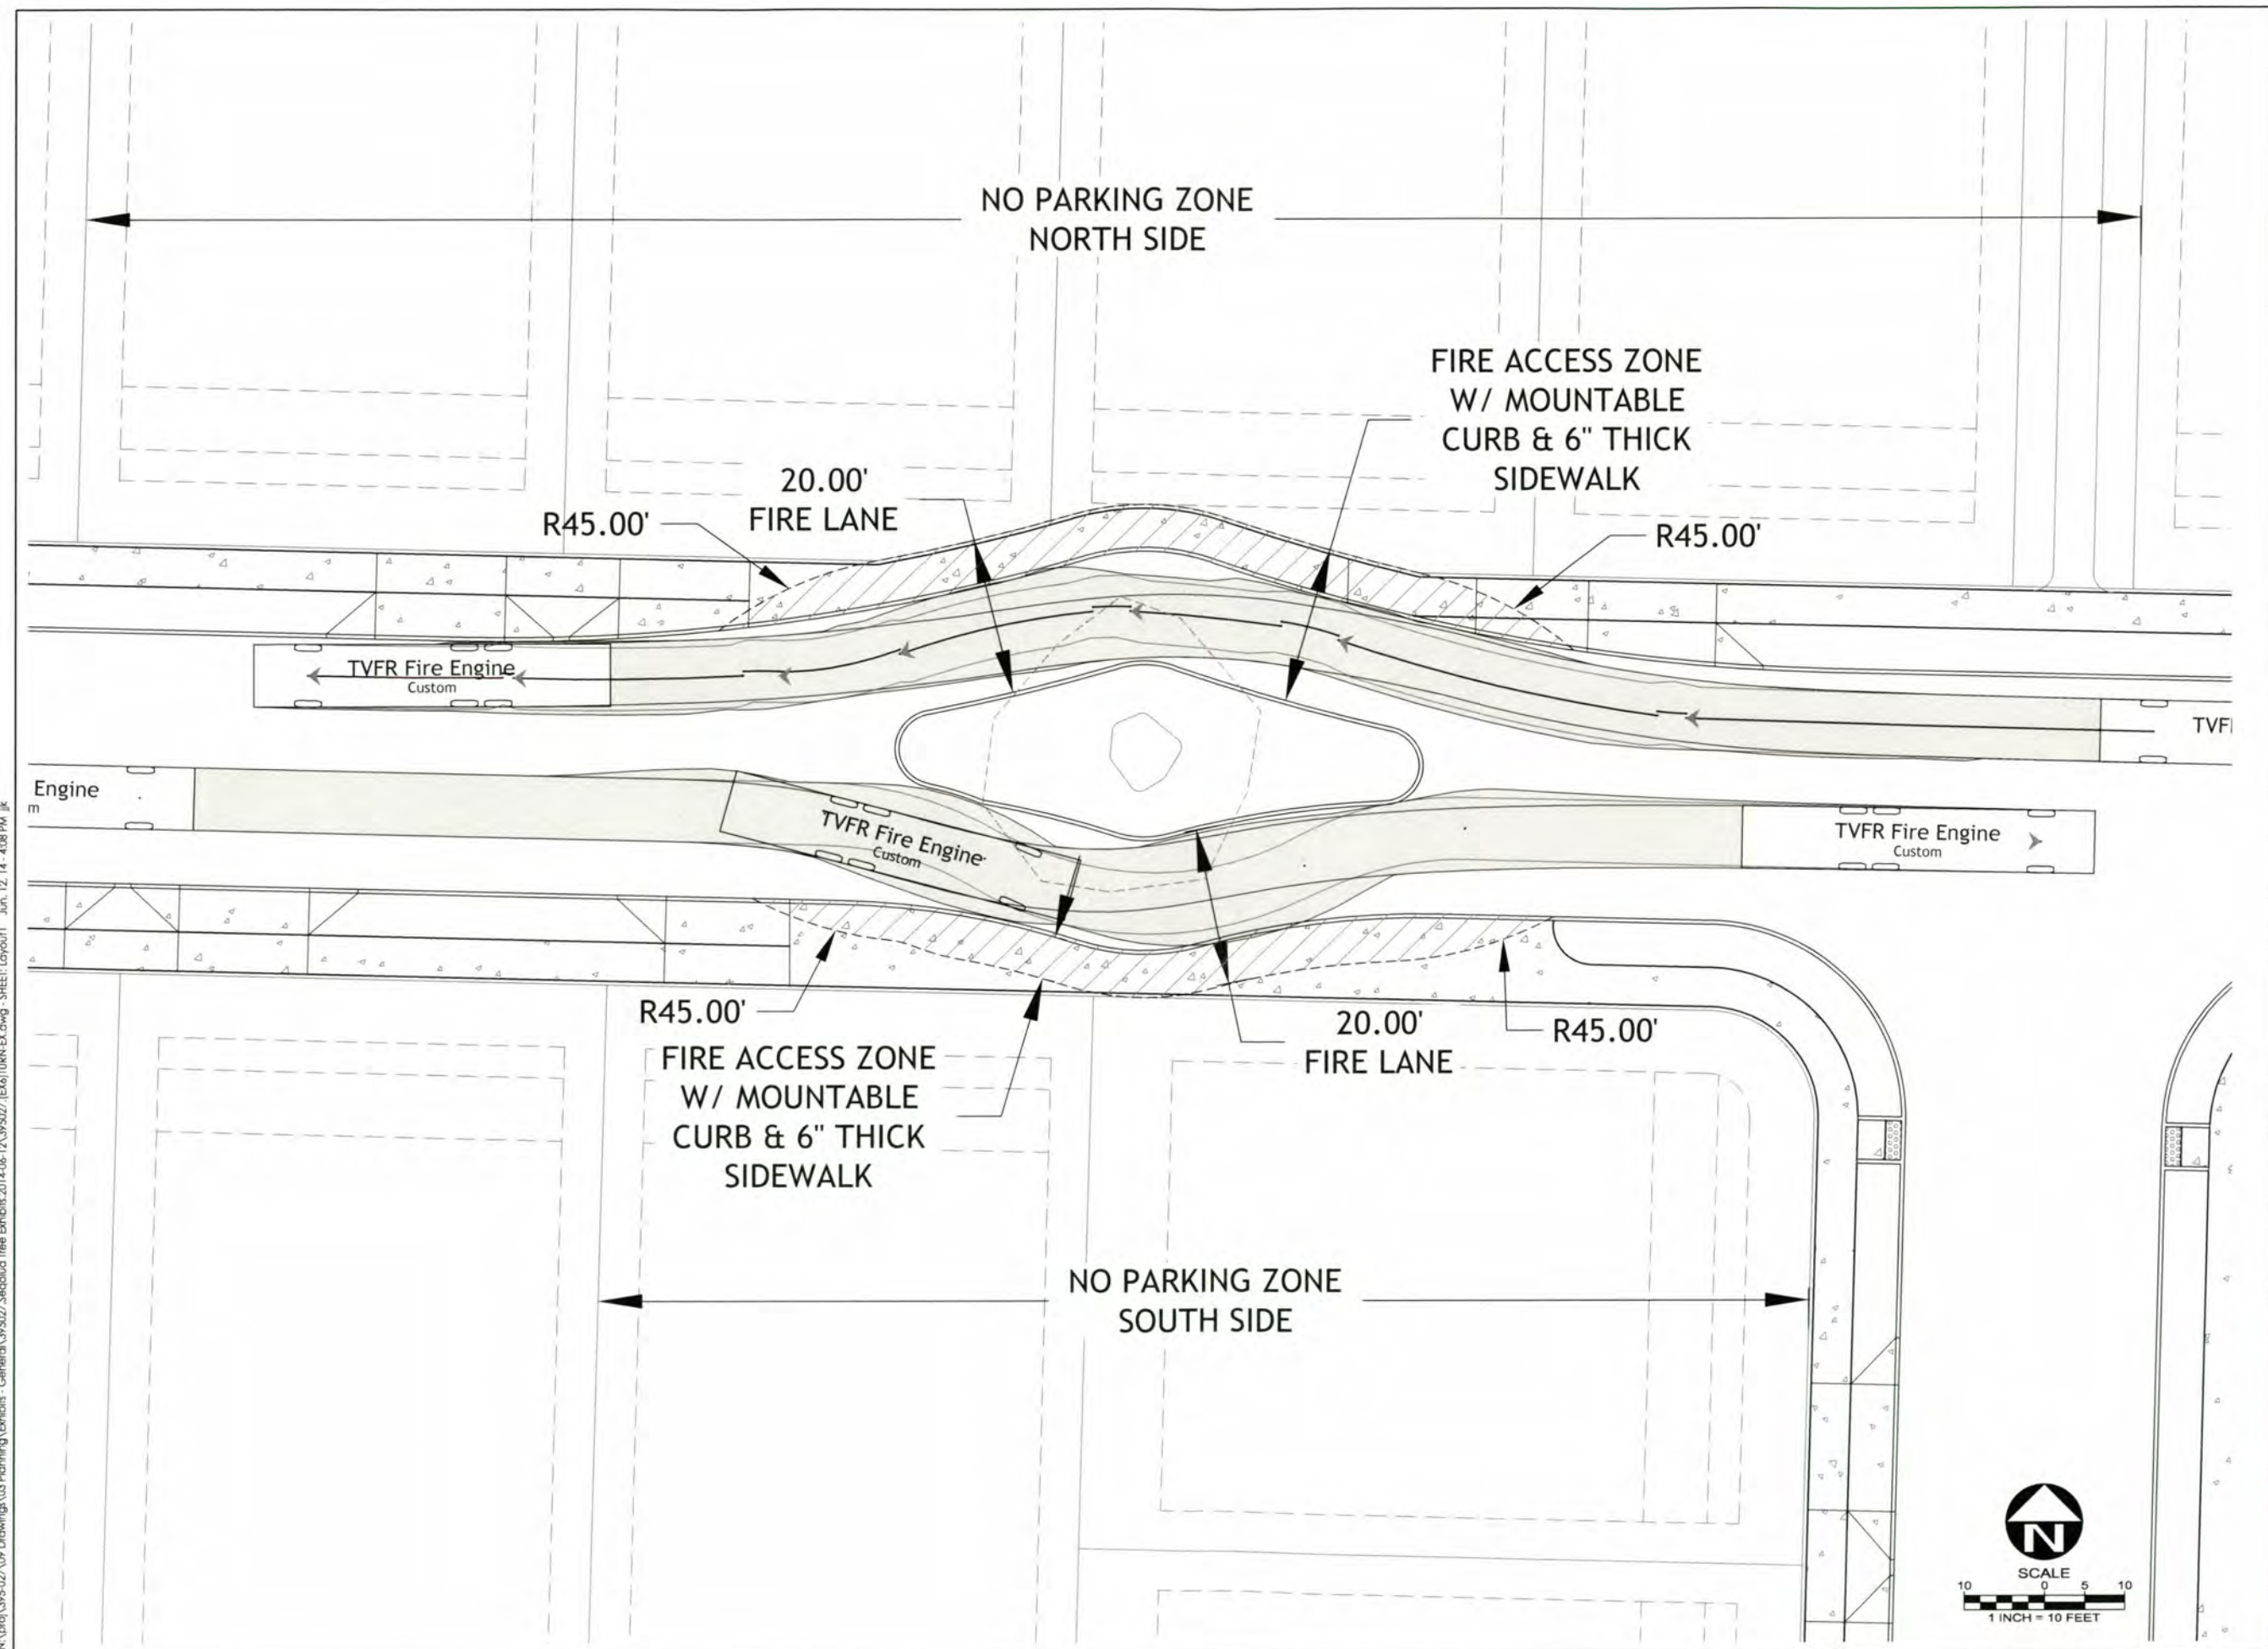 NO PARKING ZONE
NORTH SIDE
FIRE ACCESS ZONE
W/ MOUNTABLE
CURB & 6" THICK
SIDEWALK
20.00'
FIRE LANE
R45.00'
R45.00'
TVFR Fire Engine
Custom
TVF
Engine
m
TVFR Fire Engine
Custom
TVFR Fire Engine
Custom
R45.00'
20.00'
FIRE LANE
R45.00'
FIRE ACCESS ZONE
W/ MOUNTABLE
CURB & 6" THICK
SIDEWALK
NO PARKING ZONE
SOUTH SIDE
N
SCALE
10 0 5 10
1 INCH = 10 FEET